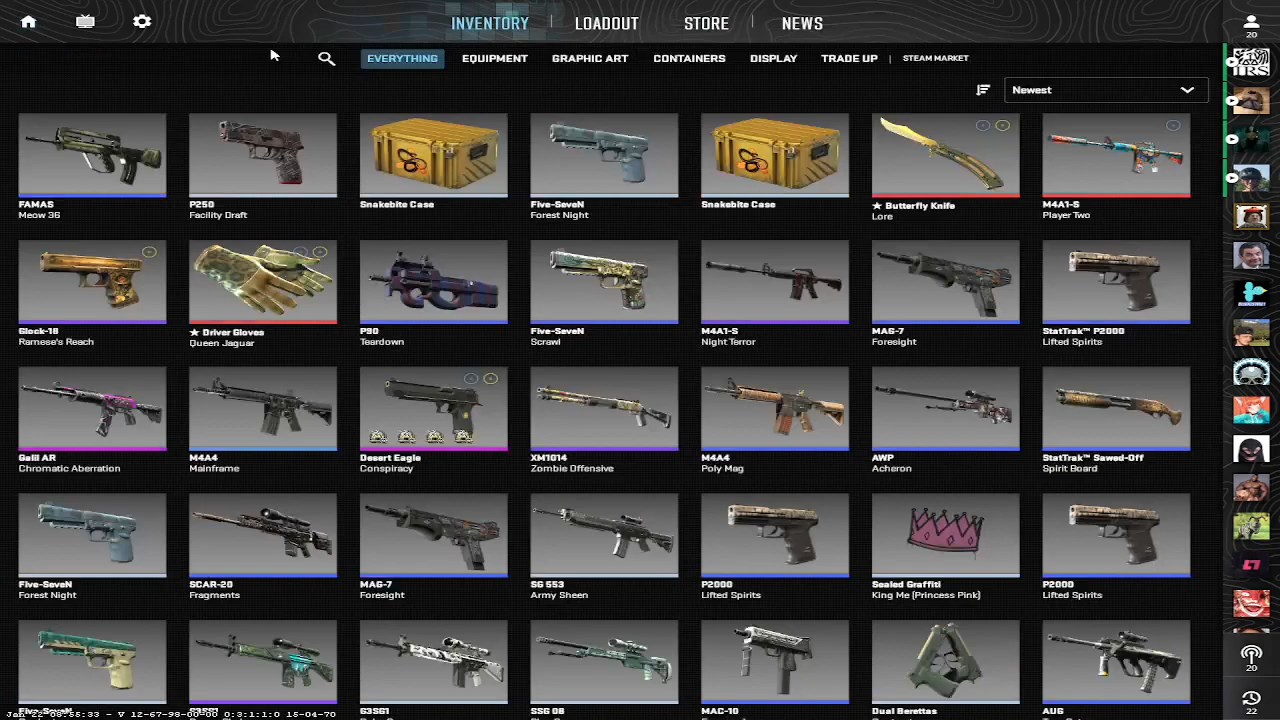 INVENTORY
LOADOUT
STORE
NEWS
20
EVERYTHING
EQUIPMENT
GRAPHIC ART
CONTAINERS
DISPLAY
TRADE UP
STEAM MARKET
Newest
IRS
FAMAS
Meow 36
P250
Facility Draft
Snakebite Case
Five-SeveN
Forest Night
Snakebite Case
★ Butterfly Knife
Lore
M4A1-S
Player Two
Glock-18
Ramese's Reach
★ Driver Gloves
Queen Jaguar
P90
Teardown
Five-SeveN
Scrawl
M4A1-S
Night Terror
MAG-7
Foresight
StatTrak™ P2000
Lifted Spirits
Galil AR
Chromatic Aberration
M4A4
Mainframe
Desert Eagle
Conspiracy
XM1014
Zombie Offensive
M4A4
Poly Mag
AWP
Acheron
StatTrak™ Sawed-Off
Spirit Board
Five-SeveN
Forest Night
SCAR-20
Fragments
MAG-7
Foresight
SG 553
Army Sheen
P2000
Lifted Spirits
Sealed Graffiti
King Me (Princess Pink)
P2000
Lifted Spirits
20
G3SG1
SSG 08
MAC-10
Dual Berettas
AUG
22